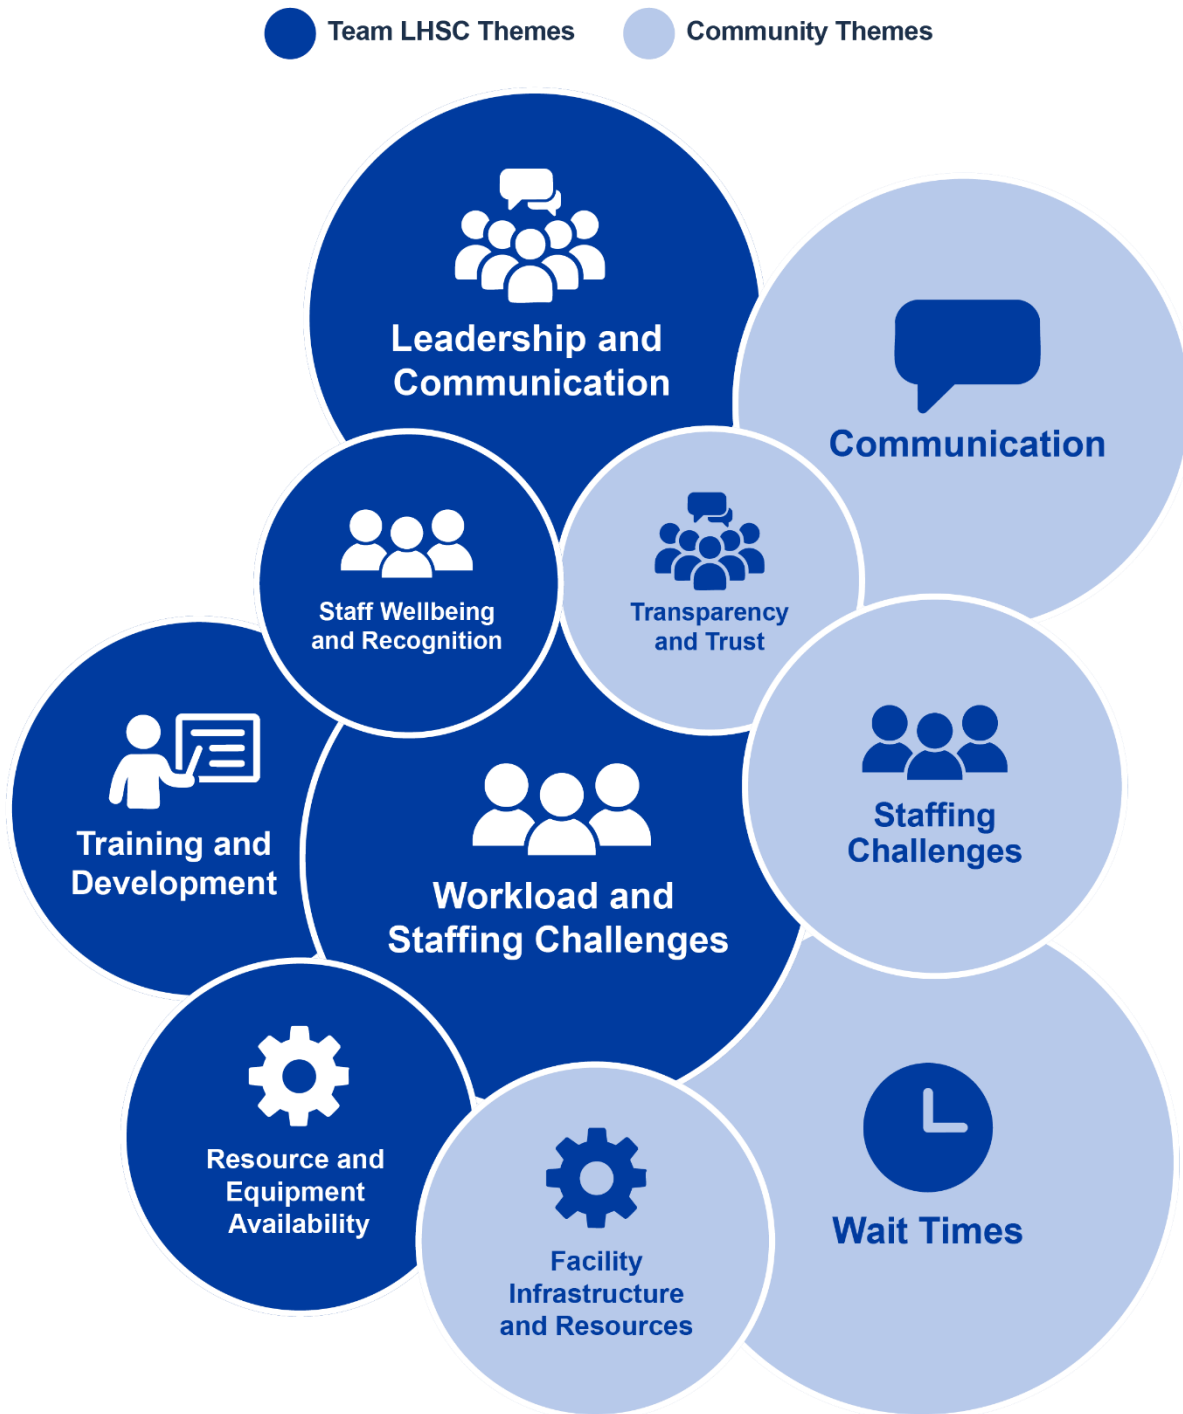 Team LHSC Themes
Community Themes
Leadership and
Communication
Communication
Staff Wellbeing
and Recognition
Transparency
and Trust
Training and
Development
Workload and
Staffing Challenges
Staffing
Challenges
Resource and
Equipment
Availability
Facility
Infrastructure
and Resources
Wait Times